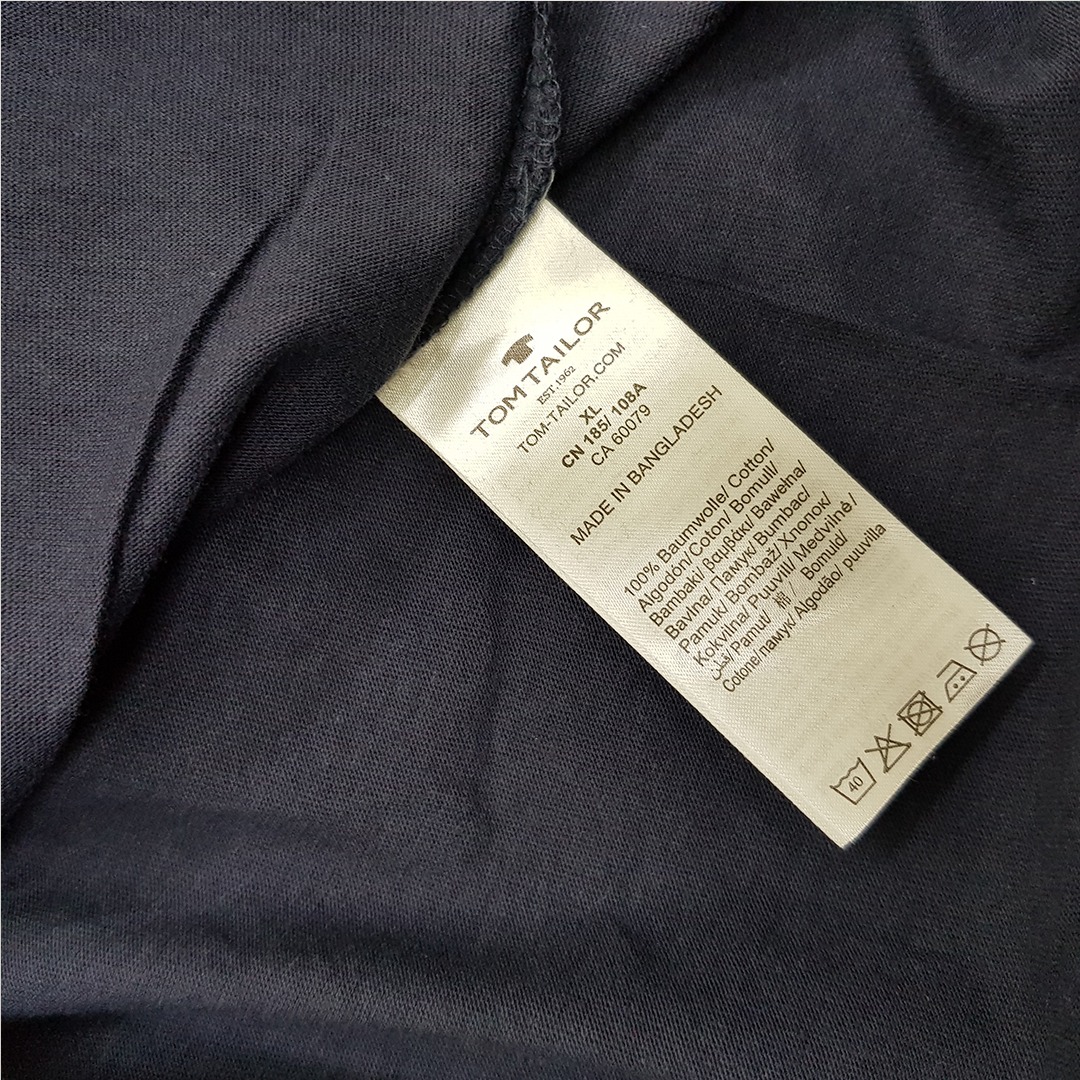 TOM TAILOR
EST.1962
TOM-TAILOR.COM
XL
CN 185/ 108A
CA 60079
MADE IN BANGLADESH
100% Baumwolle/ Cotton/
Algodón/ Coton/ Bomull/
Bambaki/ βαμβάκι/ Bawełna/
Bavlna/ Памук/ Bumbac/
Pamuk/ Bombaž/ Хлопок/
Kokvilna/ Puuvill/ Medvilnė/
قطن/ Pamut/ 棉/ Bomuld/
Cotone/ памук/ Algodão/ puuvilla
40